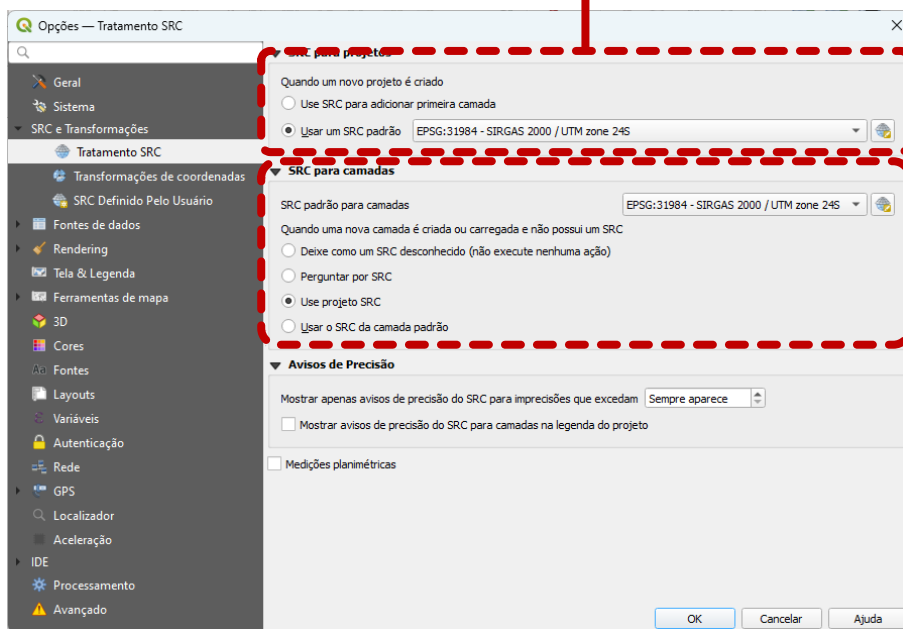 Opções — Tratamento SRC
SRC para projetos
Geral
Quando um novo projeto é criado
Use SRC para adicionar primeira camada
Sistema
SRC e Transformações
Usar um SRC padrão EPSG:31984 - SIRGAS 2000 / UTM zone 24S
Tratamento SRC
Transformações de coordenadas
SRC para camadas
SRC Definido Pelo Usuário
SRC padrão para camadas EPSG:31984 - SIRGAS 2000 / UTM zone 24S
Fontes de dados
Quando uma nova camada é criada ou carregada e não possui um SRC
Rendering
Deixe como um SRC desconhecido (não execute nenhuma ação)
Tela & Legenda
Perguntar por SRC
Ferramentas de mapa
Use projeto SRC
3D
Usar o SRC da camada padrão
Cores
Fontes
Avisos de Precisão
Layouts
Mostrar apenas avisos de precisão do SRC para imprecisões que excedam Sempre aparece
Variáveis
Mostrar avisos de precisão do SRC para camadas na legenda do projeto
Autenticação
Rede
Medições planimétricas
GPS
Localizador
Aceleração
IDE
Processamento
Avançado
OK Cancelar Ajuda